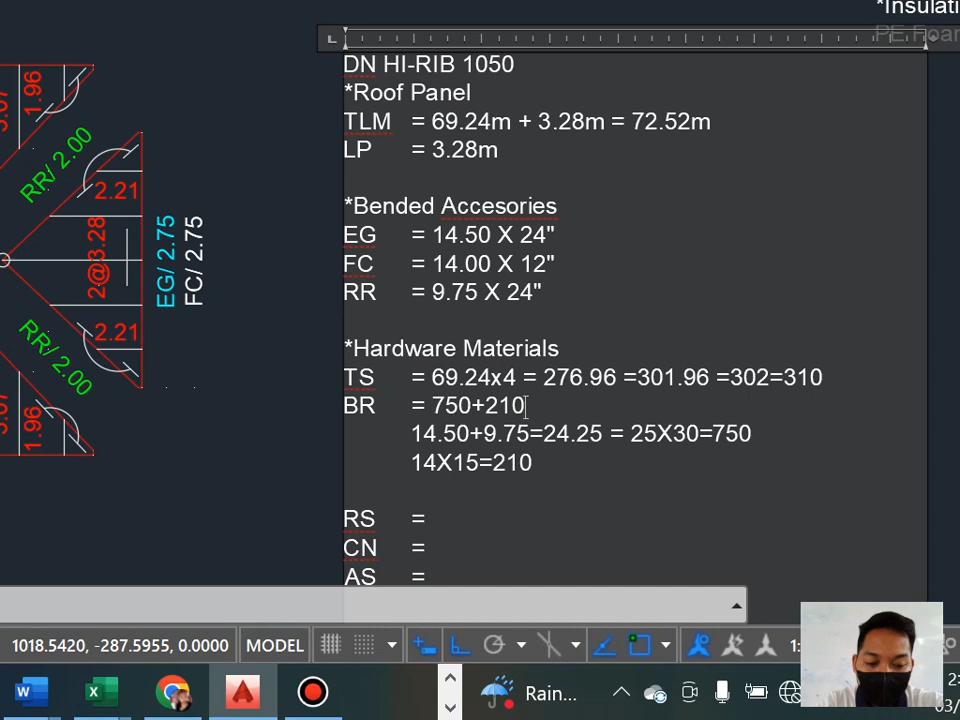 *Insulati
PE Foar
DN HI-RIB 1050
*Roof Panel
TLM = 69.24m + 3.28m = 72.52m
LP = 3.28m
*Bended Accesories
EG = 14.50 X 24"
FC = 14.00 X 12"
RR = 9.75 X 24"
*Hardware Materials
TS = 69.24x4 = 276.96 =301.96 =302=310
BR = 750+210
14.50+9.75=24.25 = 25X30=750
14X15=210
RS =
CN =
AS =
1.96
RR/ 2.00
2.21
2@3.28
EG/ 2.75
FC/ 2.75
2.21
RR/ 2.00
1.96
1018.5420, -287.5955, 0.0000 MODEL 1:
Rain...